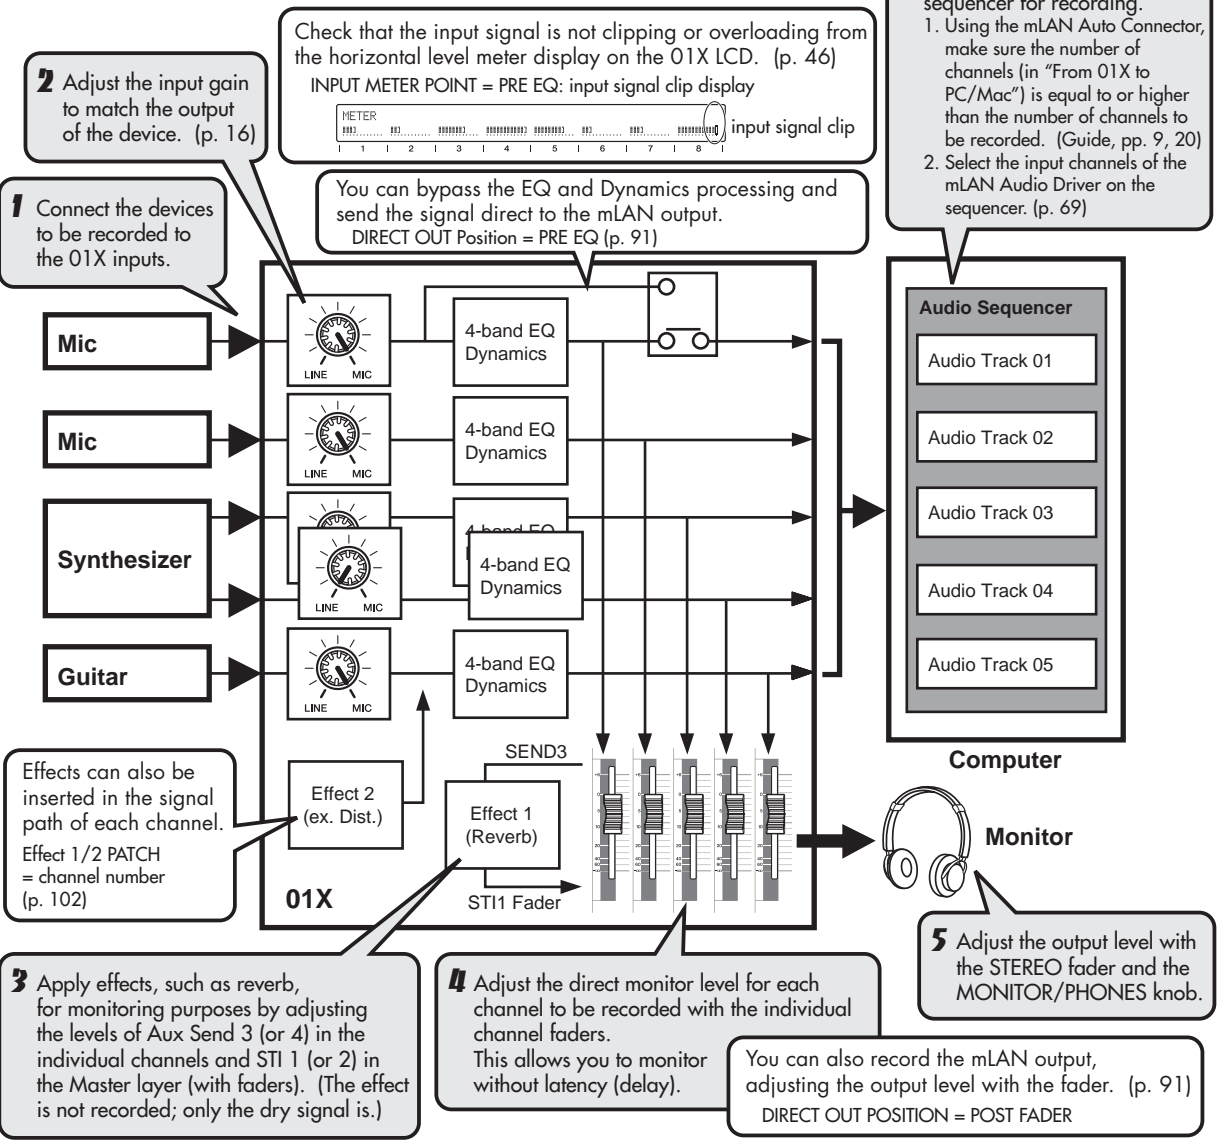 sequencer for recording.
1. Using the mLAN Auto Connector,
make sure the number of
channels (in “From 01X to
PC/Mac”) is equal to or higher
than the number of channels to
be recorded. (Guide, pp. 9, 20)
2. Select the input channels of the
mLAN Audio Driver on the
sequencer. (p. 69)
Check that the input signal is not clipping or overloading from
the horizontal level meter display on the 01X LCD. (p. 46)
INPUT METER POINT = PRE EQ: input signal clip display
METER
input signal clip
1 2 3 4 5 6 7 8
2 Adjust the input gain
to match the output
of the device. (p. 16)
You can bypass the EQ and Dynamics processing and
send the signal direct to the mLAN output.
DIRECT OUT Position = PRE EQ (p. 91)
1 Connect the devices
to be recorded to
the 01X inputs.
Mic
LINE MIC
4-band EQ
Dynamics
Mic
LINE MIC
4-band EQ
Dynamics
Synthesizer
4-band EQ
4-band EQ
Dynamics
LINE MIC
Guitar
LINE MIC
4-band EQ
Dynamics
Audio Sequencer
Audio Track 01
Audio Track 02
Audio Track 03
Audio Track 04
Audio Track 05
Computer
Effects can also be
inserted in the signal
path of each channel.
Effect 1/2 PATCH
= channel number
(p. 102)
Effect 2
(ex. Dist.)
SEND3
Effect 1
(Reverb)
STI1 Fader
01X
Monitor
3 Apply effects, such as reverb,
for monitoring purposes by adjusting
the levels of Aux Send 3 (or 4) in the
individual channels and STI 1 (or 2) in
the Master layer (with faders). (The effect
is not recorded; only the dry signal is.)
4 Adjust the direct monitor level for each
channel to be recorded with the individual
channel faders.
This allows you to monitor
without latency (delay).
You can also record the mLAN output,
adjusting the output level with the fader. (p. 91)
DIRECT OUT POSITION = POST FADER
5 Adjust the output level with
the STEREO fader and the
MONITOR/PHONES knob.